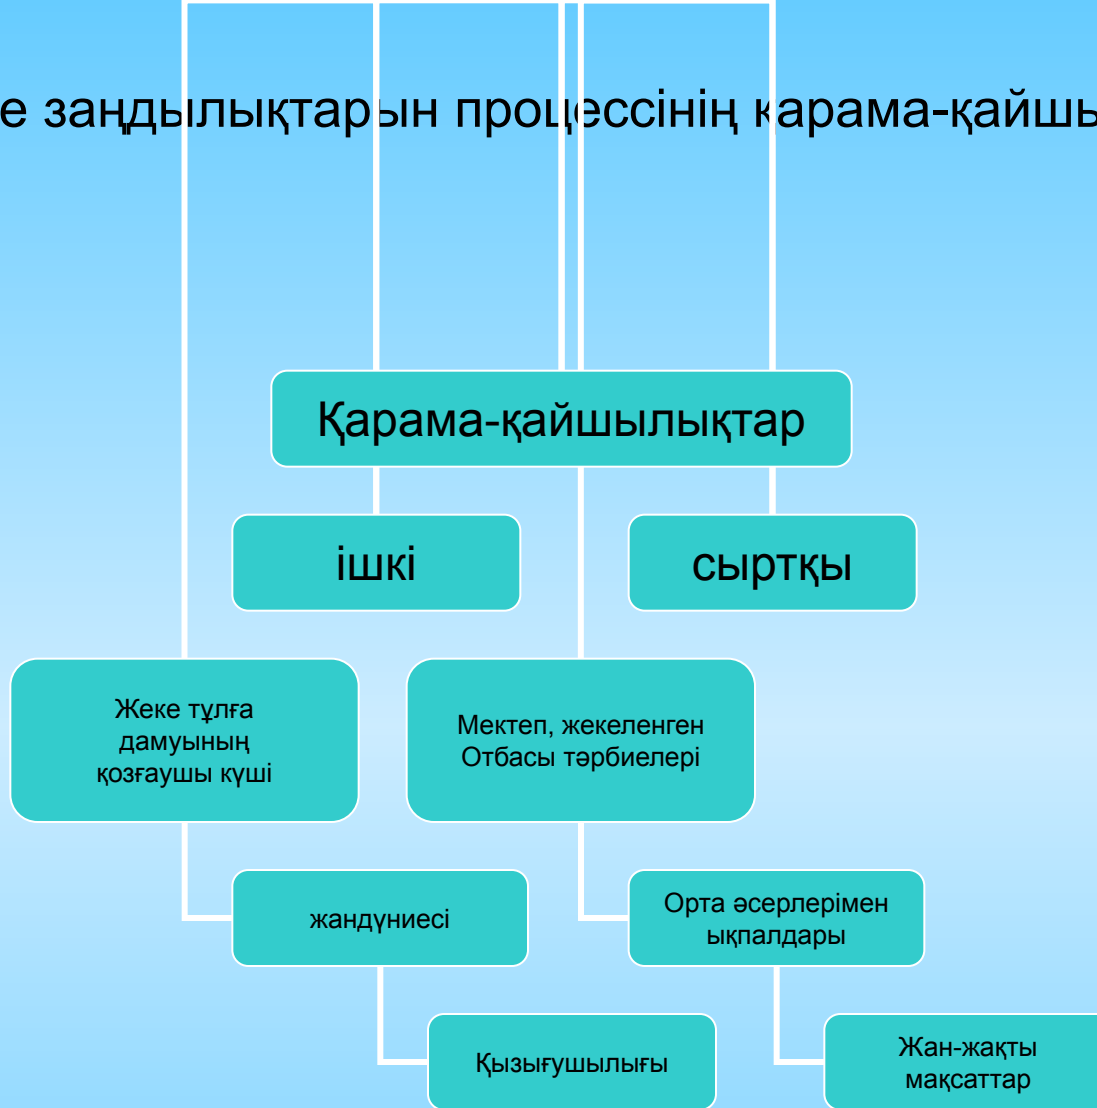 е заңдылықтарын процессінің қарама-қайшы
Қарама-қайшылықтар
ішкі
сыртқы
Жеке тұлға
дамуының
қозғаушы күші
Мектеп, жекеленген
Отбасы тәрбиелері
жандүниесі
Орта әсерлерімен
ықпалдары
Қызығушылығы
Жан-жақты
мақсаттар